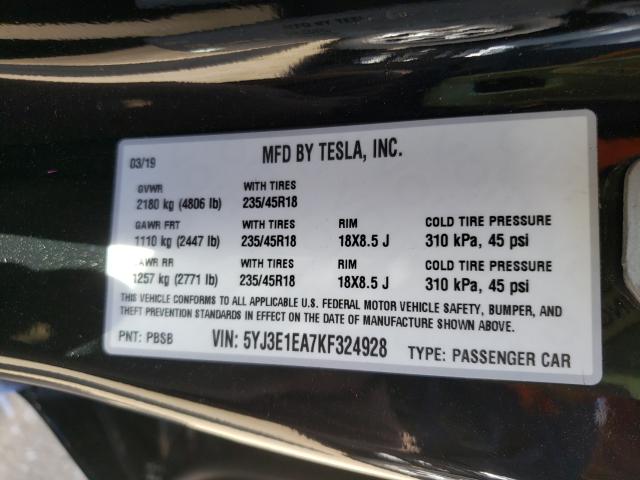 MFD BY TESLA, INC.
03/19
GVWR WITH TIRES
2180 kg (4806 lb) 235/45R18
GAWR FRT WITH TIRES RIM COLD TIRE PRESSURE
1110 kg (2447 lb) 235/45R18 18X8.5 J 310 kPa, 45 psi
GAWR RR WITH TIRES RIM COLD TIRE PRESSURE
1257 kg (2771 lb) 235/45R18 18X8.5 J 310 kPa, 45 psi
THIS VEHICLE CONFORMS TO ALL APPLICABLE U.S. FEDERAL MOTOR VEHICLE SAFETY, BUMPER, AND
THEFT PREVENTION STANDARDS IN EFFECT ON THE DATE OF MANUFACTURE SHOWN ABOVE.
PNT: PBSB VIN: 5YJ3E1EA7KF324928 TYPE: PASSENGER CAR